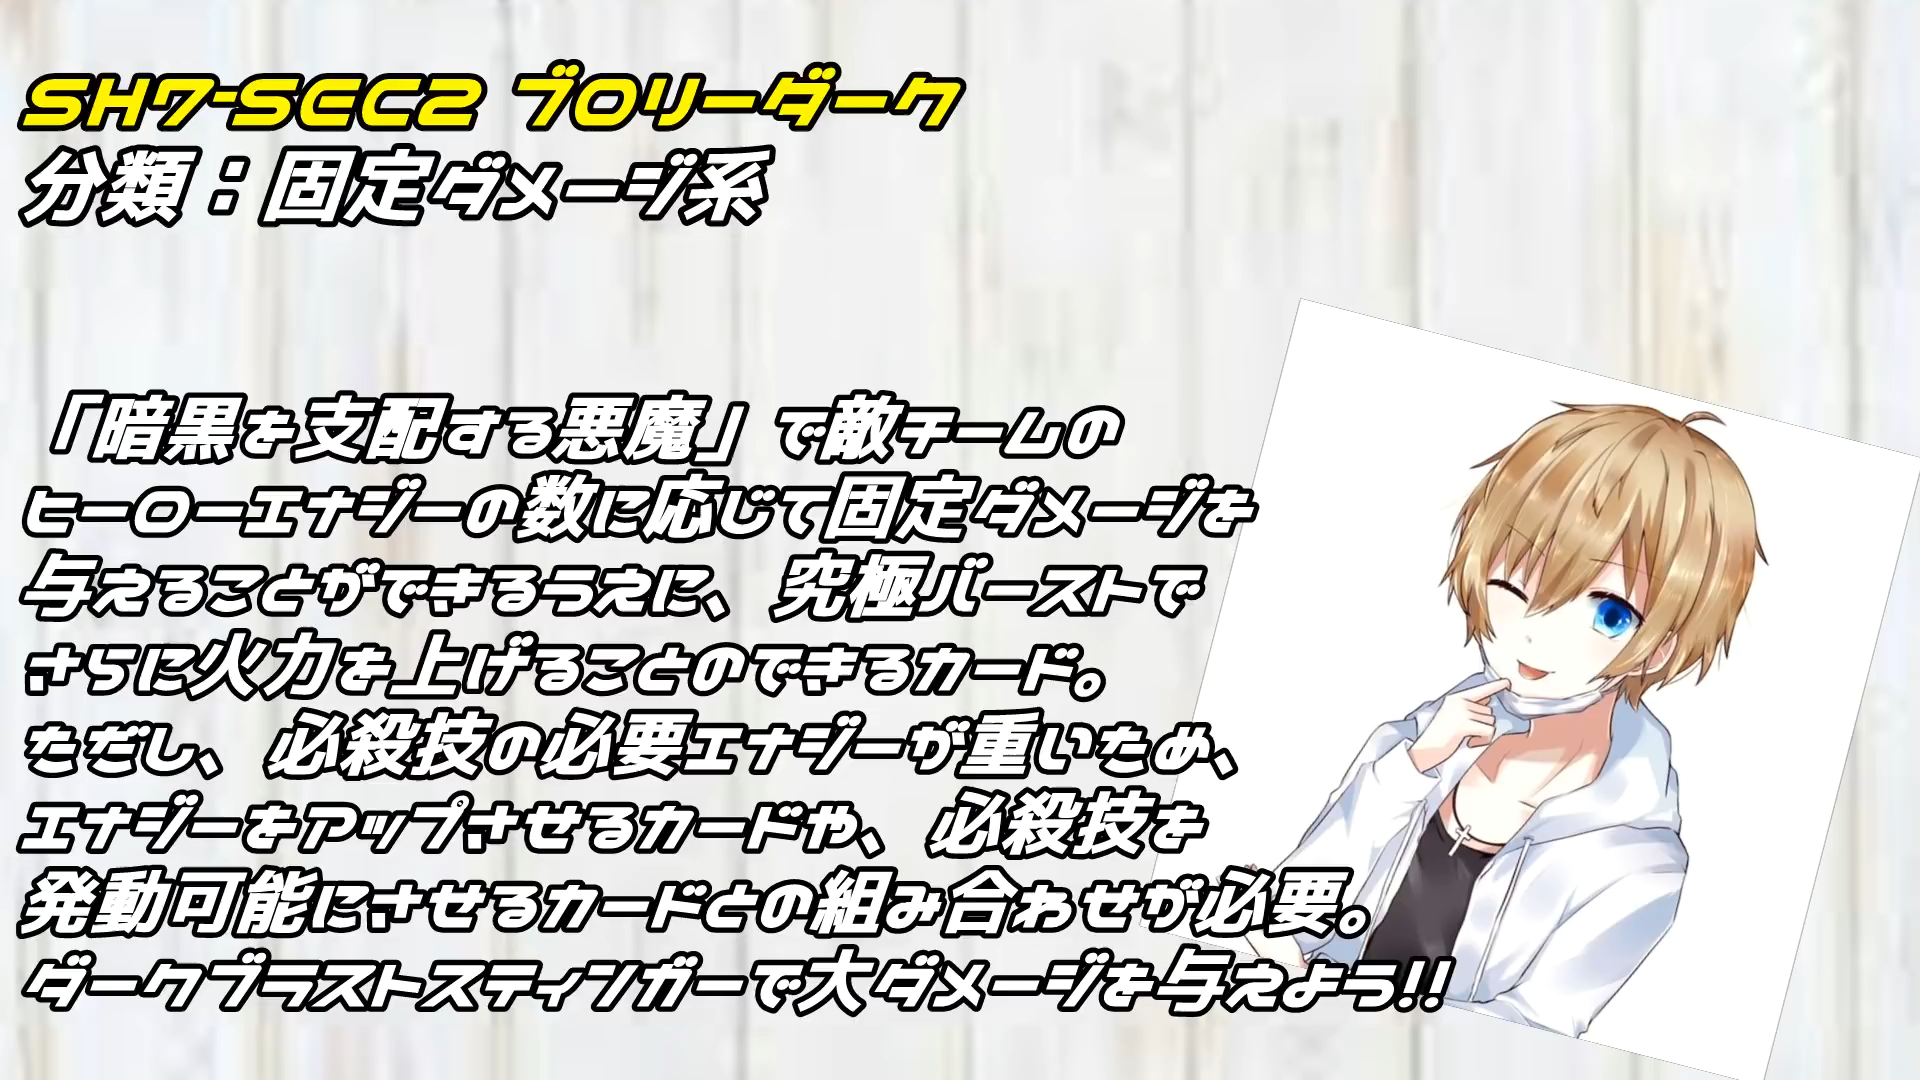 SH7-SEC2 ブロリーダーク
分類：固定ダメージ系
「暗黒を支配する悪魔」で敵チームの
ヒーローエナジーの数に応じて固定ダメージを
与えることができるうえに、究極バーストで
さらに火力を上げることのできるカード。
ただし、必殺技の必要エナジーが重いため、
エナジーをアップさせるカードや、必殺技を
発動可能にさせるカードとの組み合わせが必要。
ダークブラストスティンガーで大ダメージを与えよう!!